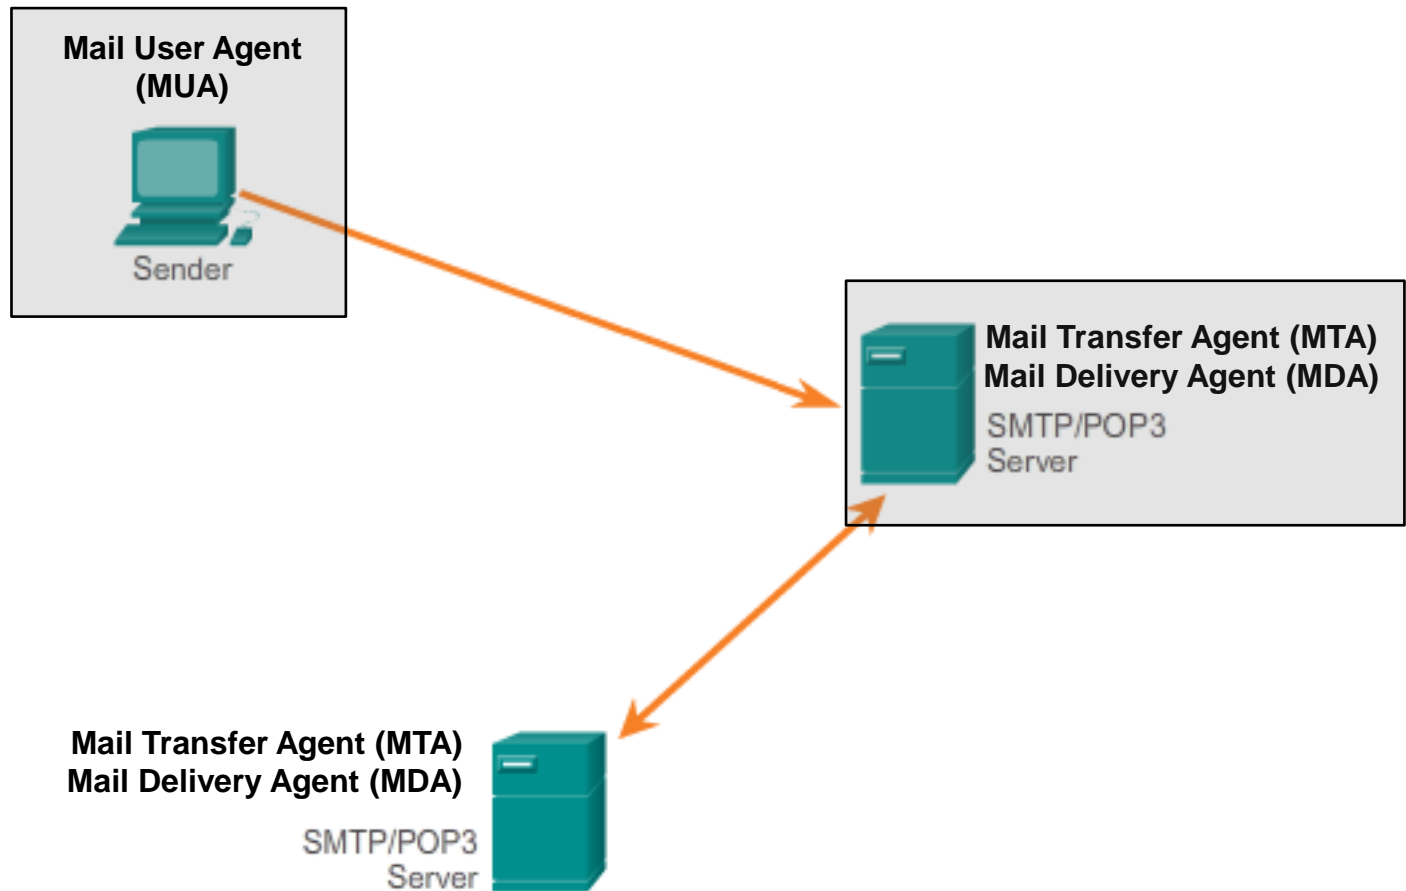 Mail User Agent
(MUA)
Sender
Mail Transfer Agent (MTA)
Mail Delivery Agent (MDA)
SMTP/POP3
Server
Mail Transfer Agent (MTA)
Mail Delivery Agent (MDA)
SMTP/POP3
Server